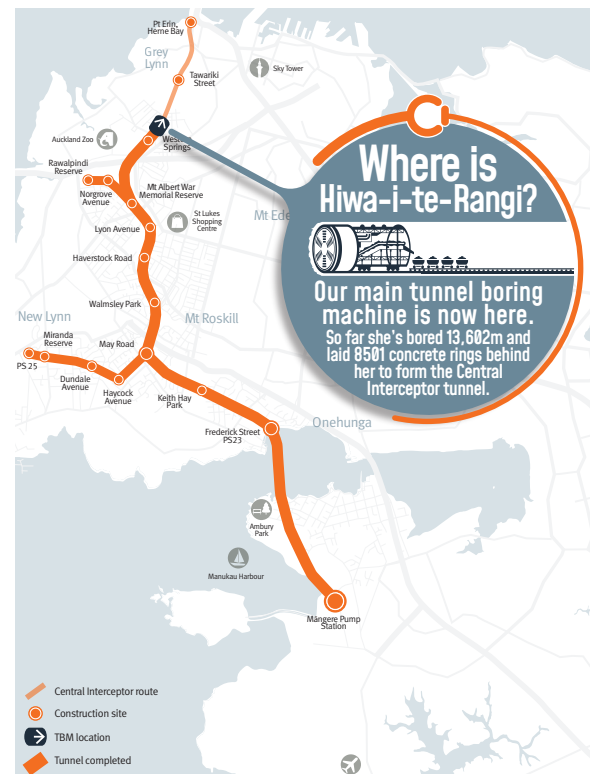 Pt Erin,
Herne Bay
Grey
Lynn
Tawariki
Street
Sky Tower
Auckland Zoo
Western
Springs
Rawalpindi
Reserve
Norgrove
Avenue
Mt Albert War
Memorial Reserve
Lyon Avenue
St Lukes
Shopping
Centre
Mt Ede
Haverstock Road
Walmsley Park
Mt Roskill
New Lynn
Miranda
Reserve
PS 25
May Road
Dundale
Avenue
Haycock
Avenue
Keith Hay
Park
Frederick Street
PS23
Onehunga
Ambury
Park
Manukau Harbour
Māngere Pump
Station
Where is
Hiwa-i-te-Rangi?
Our main tunnel boring
machine is now here.
So far she's bored 13,602m and
laid 8501 concrete rings behind
her to form the Central
Interceptor tunnel.
Central Interceptor route
Construction site
TBM location
Tunnel completed